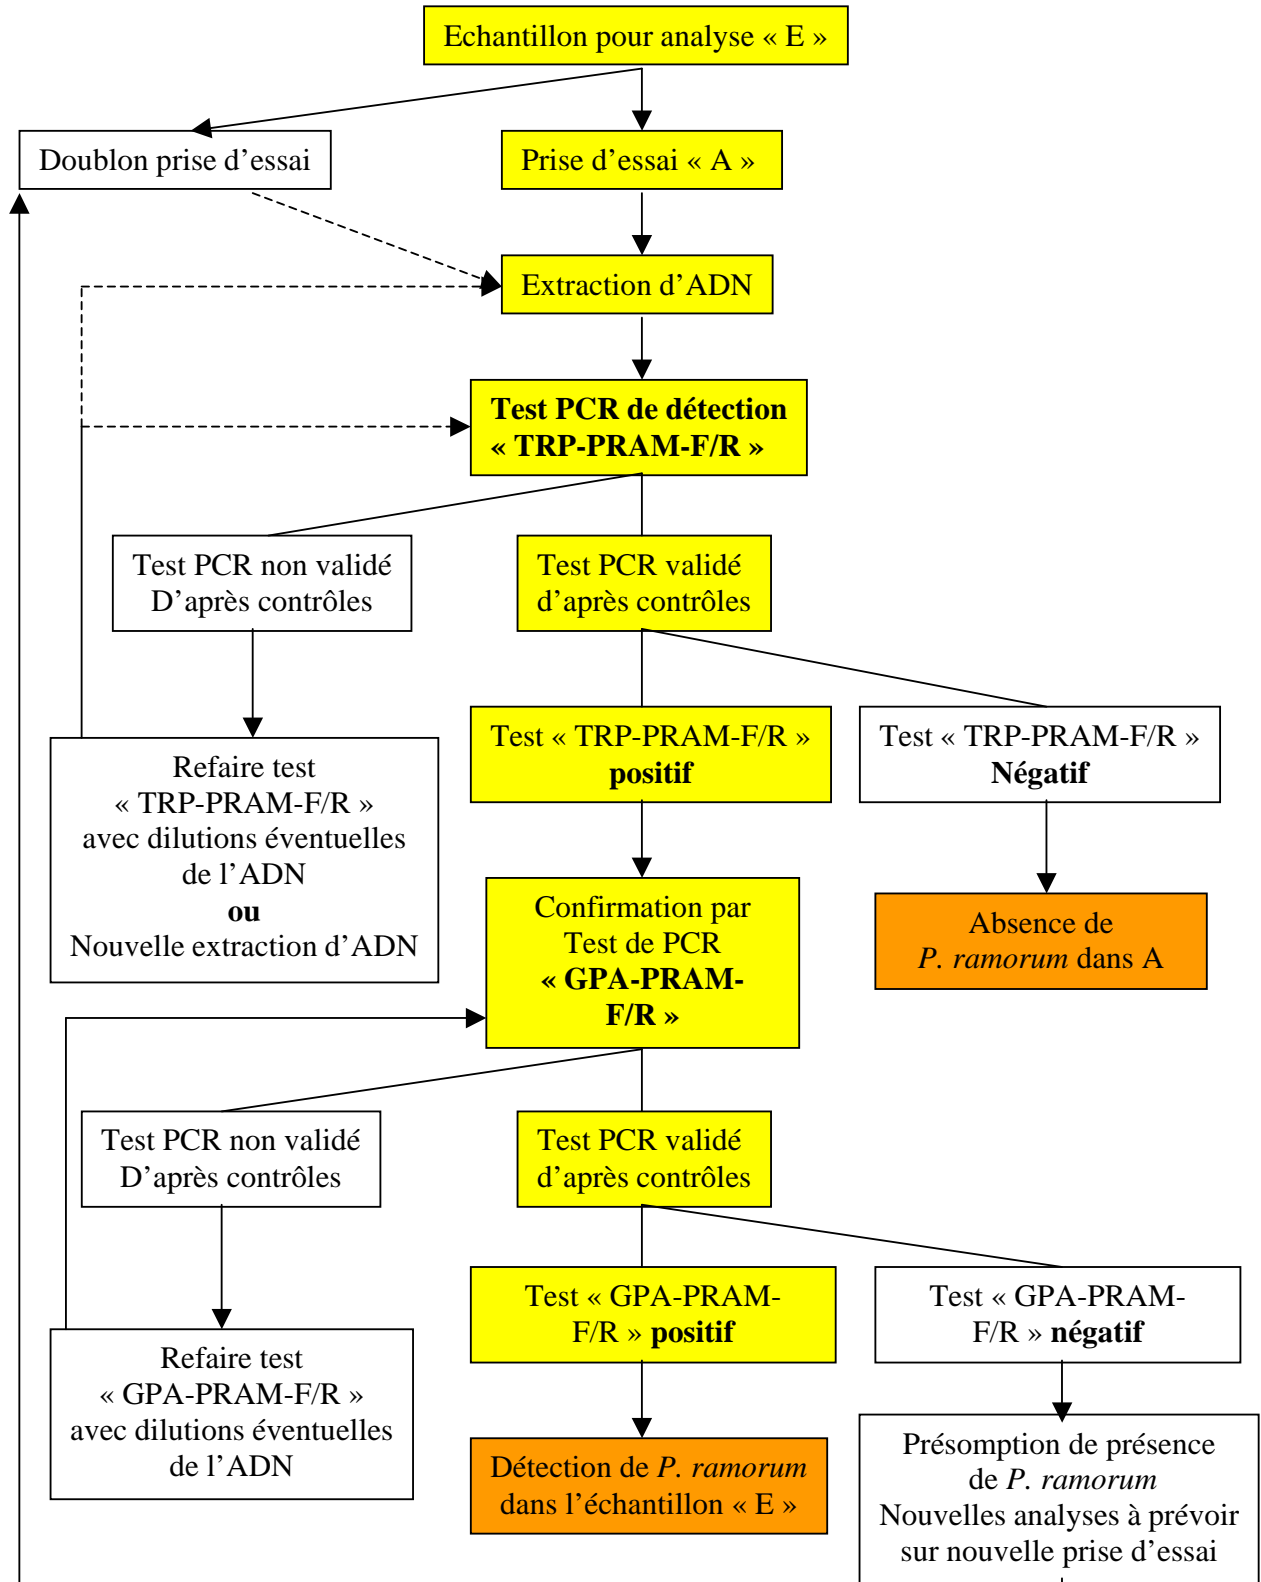 Echantillon pour analyse « E »
Doublon prise d’essai
Prise d’essai « A »
Extraction d’ADN
Test PCR de détection
« TRP-PRAM-F/R »
Test PCR non validé
D’après contrôles
Test PCR validé
d’après contrôles
Test « TRP-PRAM-F/R »
positif
Test « TRP-PRAM-F/R »
Négatif
Refaire test
« TRP-PRAM-F/R »
avec dilutions éventuelles
de l’ADN
ou
Nouvelle extraction d’ADN
Confirmation par
Test de PCR
« GPA-PRAM-
F/R »
Absence de
P. ramorum dans A
Test PCR non validé
D’après contrôles
Test PCR validé
d’après contrôles
Test « GPA-PRAM-
F/R » positif
Test « GPA-PRAM-
F/R » négatif
Refaire test
« GPA-PRAM-F/R »
avec dilutions éventuelles
de l’ADN
Détection de P. ramorum
dans l’échantillon « E »
Présomption de présence
de P. ramorum
Nouvelles analyses à prévoir
sur nouvelle prise d’essai